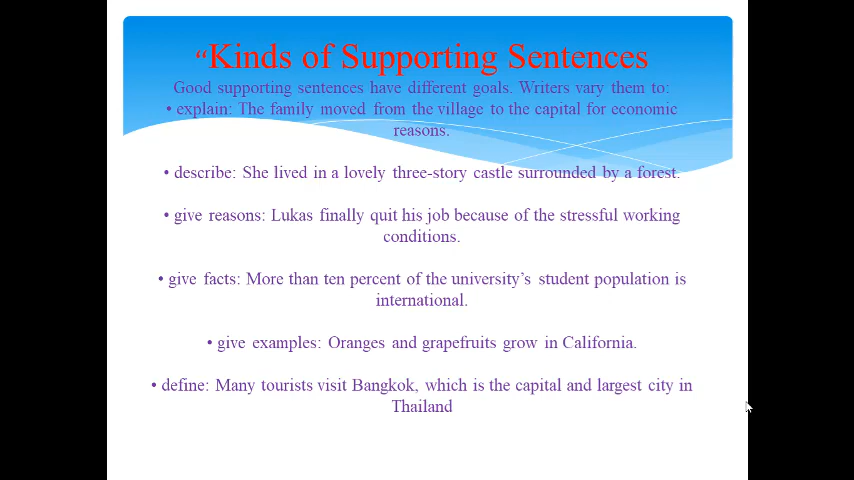 “Kinds of Supporting Sentences
Good supporting sentences have different goals. Writers vary them to:
• explain: The family moved from the village to the capital for economic
reasons.
• describe: She lived in a lovely three-story castle surrounded by a forest.
• give reasons: Lukas finally quit his job because of the stressful working
conditions.
• give facts: More than ten percent of the university’s student population is
international.
• give examples: Oranges and grapefruits grow in California.
• define: Many tourists visit Bangkok, which is the capital and largest city in
Thailand